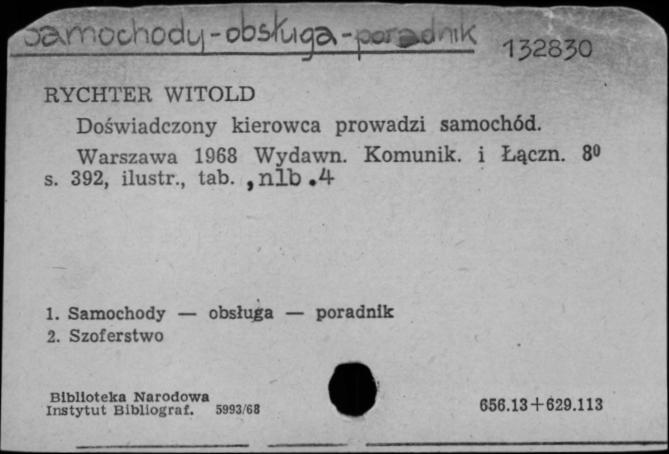 samochody-obsługa-poradnik
132830
RYCHTER WITOLD
Doświadczony kierowca prowadzi samochód.
Warszawa 1968 Wydawn. Komunik. i Łączn. 8⁰
s. 392, ilustr., tab. , nlb .4
1. Samochody — obsługa — poradnik
2. Szoferstwo
Biblioteka Narodowa
Instytut Bibliograf. 5993/68
656.13+629.113